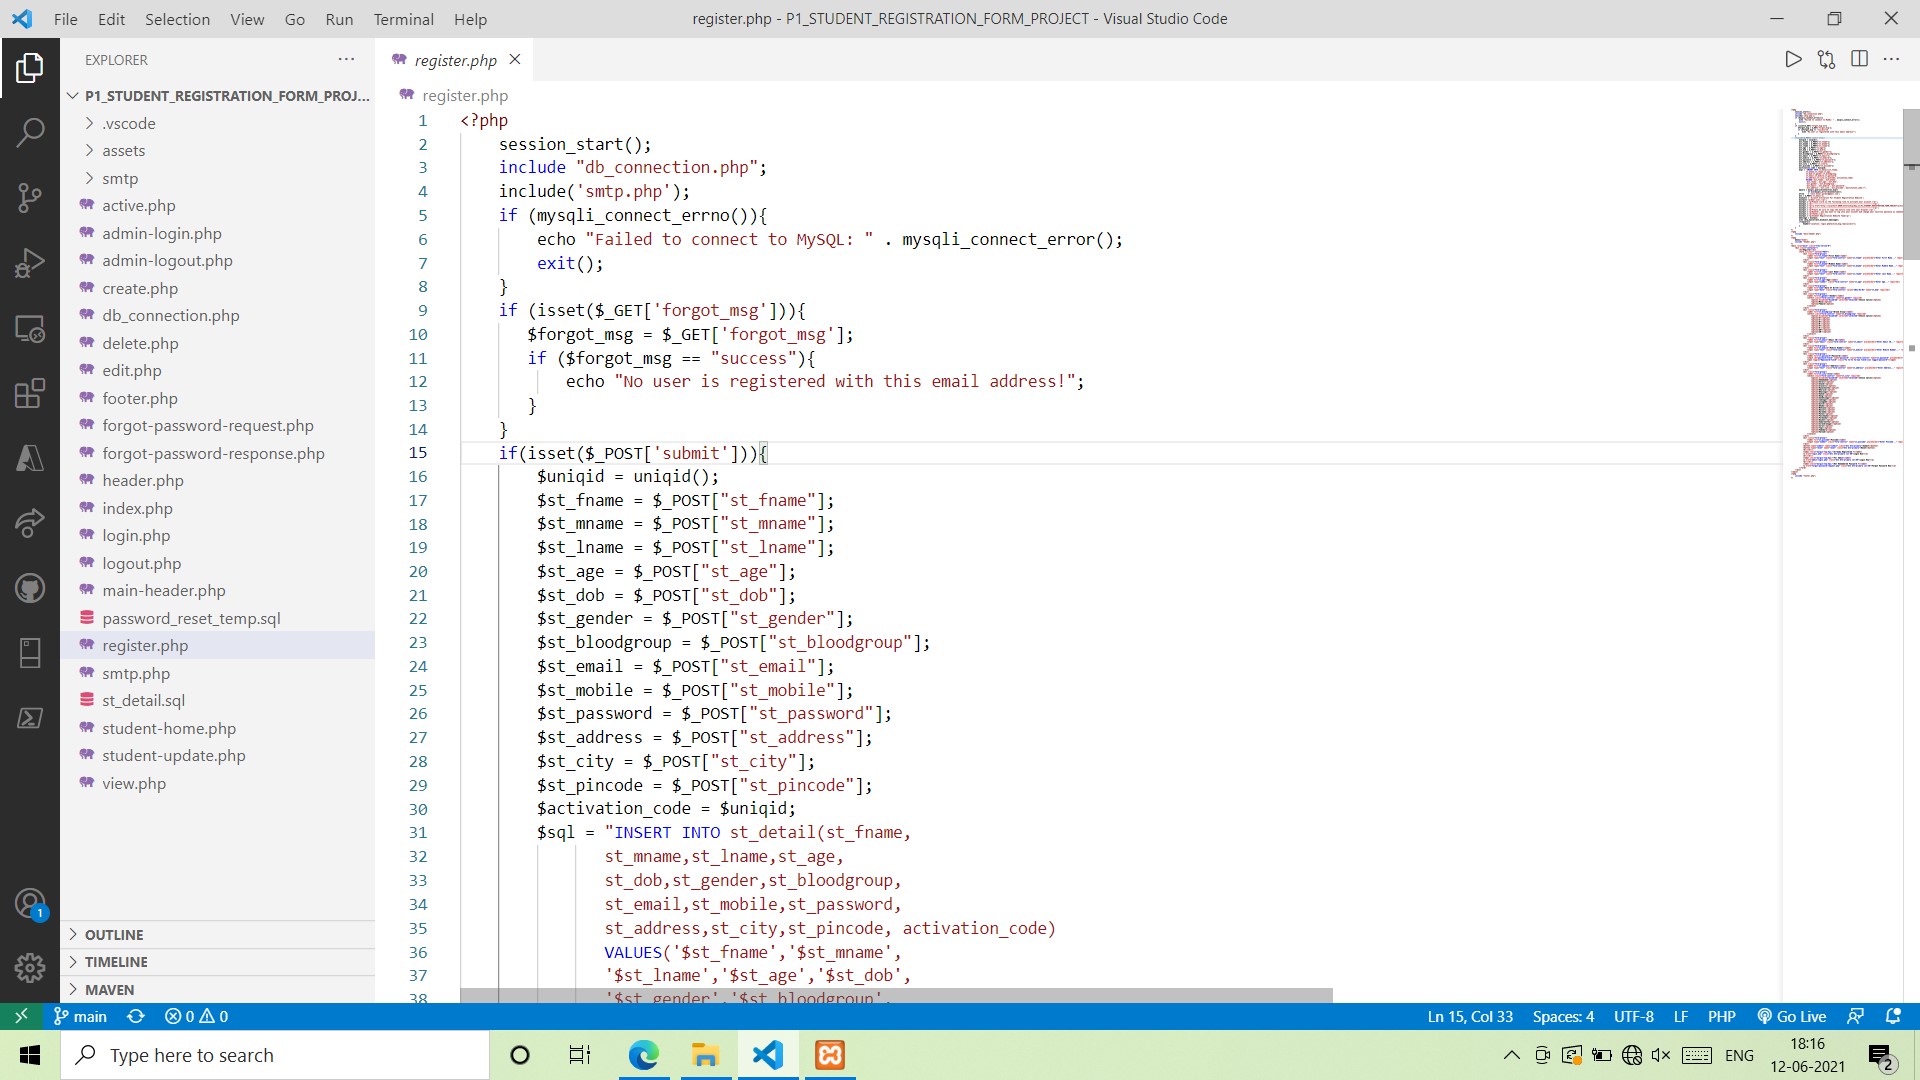 File Edit Selection View Go Run Terminal Help
register.php - P1_STUDENT_REGISTRATION_FORM_PROJECT - Visual Studio Code
EXPLORER
P1_STUDENT_REGISTRATION_FORM_PROJ...
.vscode
assets
smtp
active.php
admin-login.php
admin-logout.php
create.php
db_connection.php
delete.php
edit.php
footer.php
forgot-password-request.php
forgot-password-response.php
header.php
index.php
login.php
logout.php
main-header.php
password_reset_temp.sql
register.php
smtp.php
st_detail.sql
student-home.php
student-update.php
view.php
OUTLINE
TIMELINE
MAVEN
1
register.php
register.php
1 <?php
2 session_start();
3 include "db_connection.php";
4 include('smtp.php');
5 if (mysqli_connect_errno()){
6 echo "Failed to connect to MySQL: " . mysqli_connect_error();
7 exit();
8 }
9 if (isset($_GET['forgot_msg'])){
10 $forgot_msg = $_GET['forgot_msg'];
11 if ($forgot_msg == "success"){
12 echo "No user is registered with this email address!";
13 }
14 }
15 if(isset($_POST['submit'])){
16 $uniqid = uniqid();
17 $st_fname = $_POST["st_fname"];
18 $st_mname = $_POST["st_mname"];
19 $st_lname = $_POST["st_lname"];
20 $st_age = $_POST["st_age"];
21 $st_dob = $_POST["st_dob"];
22 $st_gender = $_POST["st_gender"];
23 $st_bloodgroup = $_POST["st_bloodgroup"];
24 $st_email = $_POST["st_email"];
25 $st_mobile = $_POST["st_mobile"];
26 $st_password = $_POST["st_password"];
27 $st_address = $_POST["st_address"];
28 $st_city = $_POST["st_city"];
29 $st_pincode = $_POST["st_pincode"];
30 $activation_code = $uniqid;
31 $sql = "INSERT INTO st_detail(st_fname,
32 st_mname,st_lname,st_age,
33 st_dob,st_gender,st_bloodgroup,
34 st_email,st_mobile,st_password,
35 st_address,st_city,st_pincode, activation_code)
36 VALUES('$st_fname','$st_mname',
37 '$st_lname','$st_age','$st_dob',
38 '$st_gender','$st_bloodgroup',
main 0 0
Ln 15, Col 33 Spaces: 4 UTF-8 LF PHP Go Live
Type here to search
ENG
18:16
12-06-2021
2